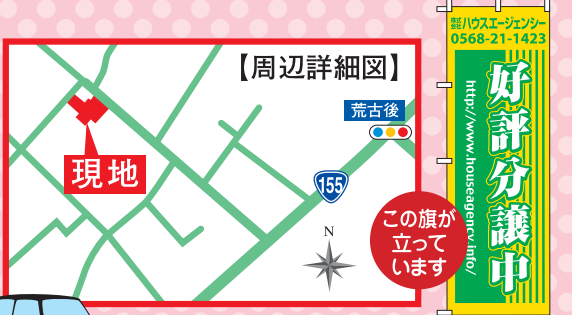 【周辺詳細図】
荒古後
現地
155
N
この旗が
立って
います
株式会社ハウスエージェンシー
0568-21-1423
好評分譲中
http://www.houseagency.info/